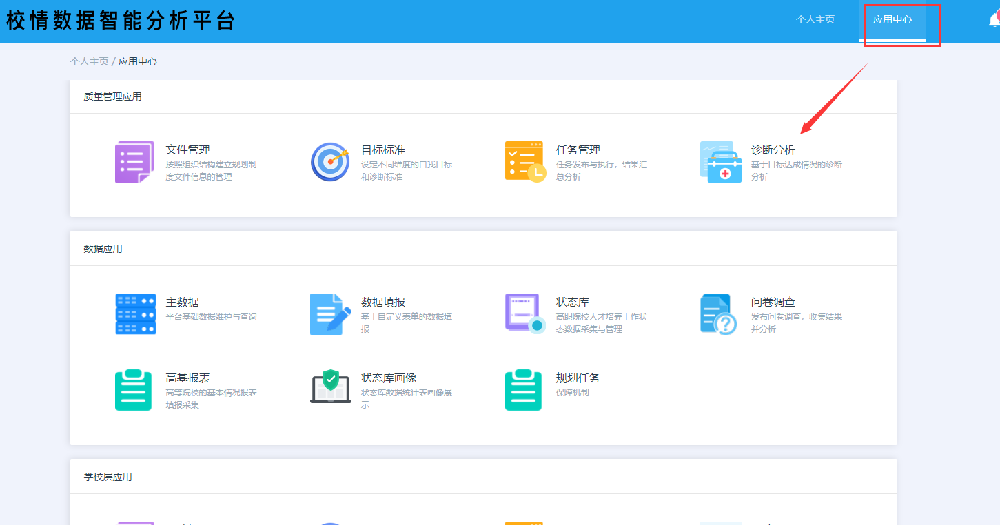 校情数据智能分析平台
个人主页
应用中心
个人主页 / 应用中心
质量管理应用
文件管理
按照组织结构建立规划制
度文件信息的管理
目标标准
设定不同维度的自我目标
和诊断标准
任务管理
任务发布与执行，结果汇
总分析
诊断分析
基于目标达成情况的诊断
分析
数据应用
主数据
平台基础数据维护与查询
数据填报
基于自定义表单的数据填
报
状态库
高职院校人才培养工作状
态数据采集与管理
问卷调查
发布问卷调查，收集结果
并分析
高基报表
高等院校的基本情况报表
填报采集
状态库画像
状态库数据统计表画像展
示
规划任务
保障机制
学校层应用